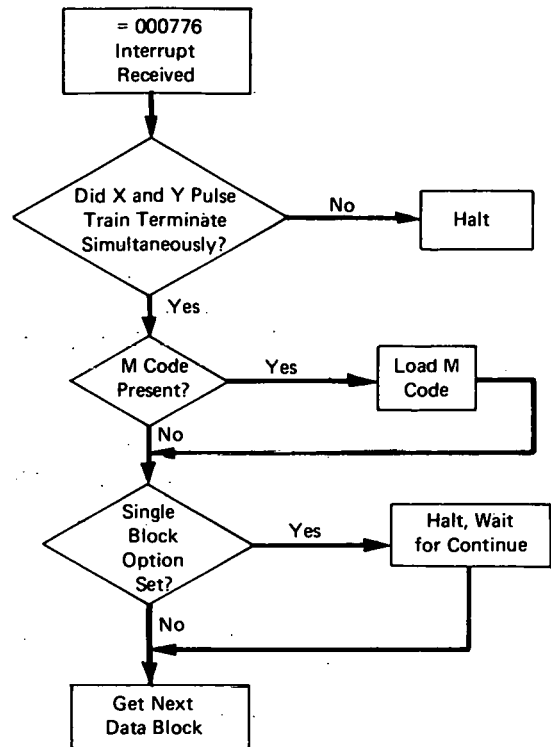 = 000776
Interrupt
Received
Did X and Y Pulse
Train Terminate
Simultaneously?
No
Halt
Yes
M Code
Present?
Yes
Load M
Code
No
Single
Block
Option
Set?
Yes
Halt, Wait
for Continue
No
Get Next
Data Block